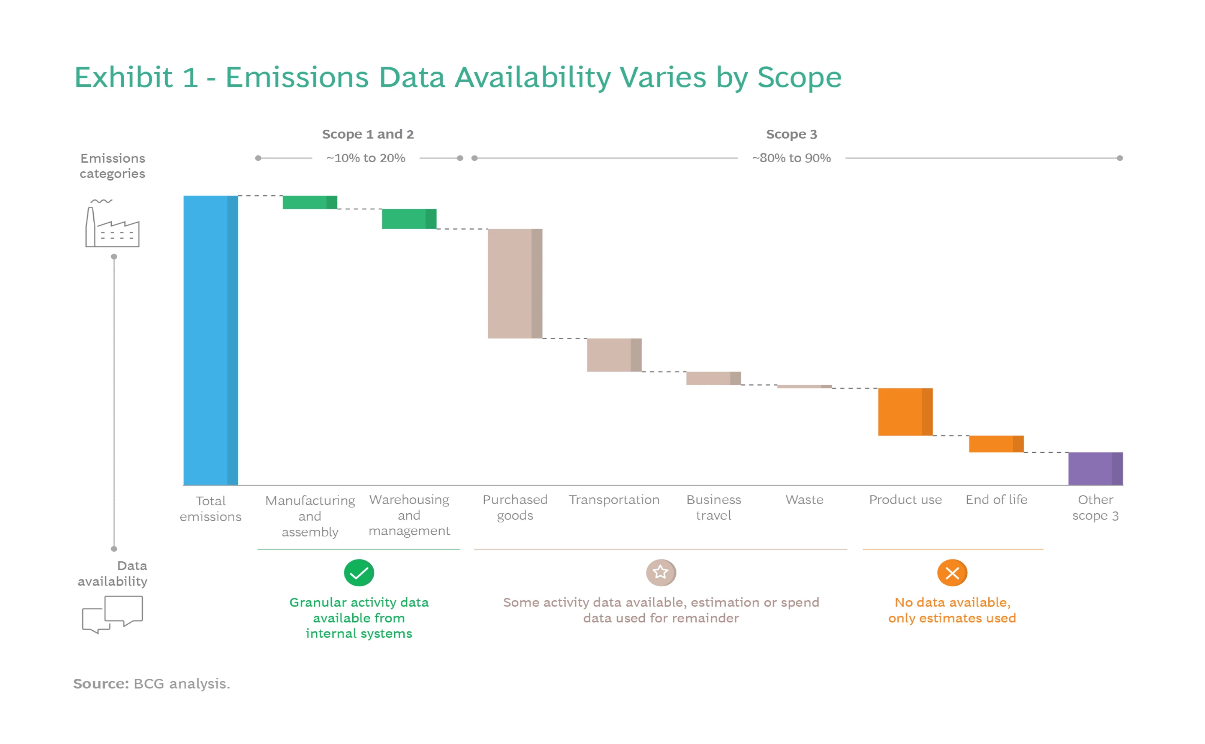 Exhibit 1 - Emissions Data Availability Varies by Scope
Scope 1 and 2
Scope 3
Emissions
categories
~10% to 20%
~80% to 90%
Total
emissions
Manufacturing
and
assembly
Warehousing
and
management
Purchased
goods
Transportation
Business
travel
Waste
Product use
End of life
Other
scope 3
Data
availability
Granular activity data
available from
internal systems
Some activity data available, estimation or spend
data used for remainder
No data available,
only estimates used
Source: BCG analysis.